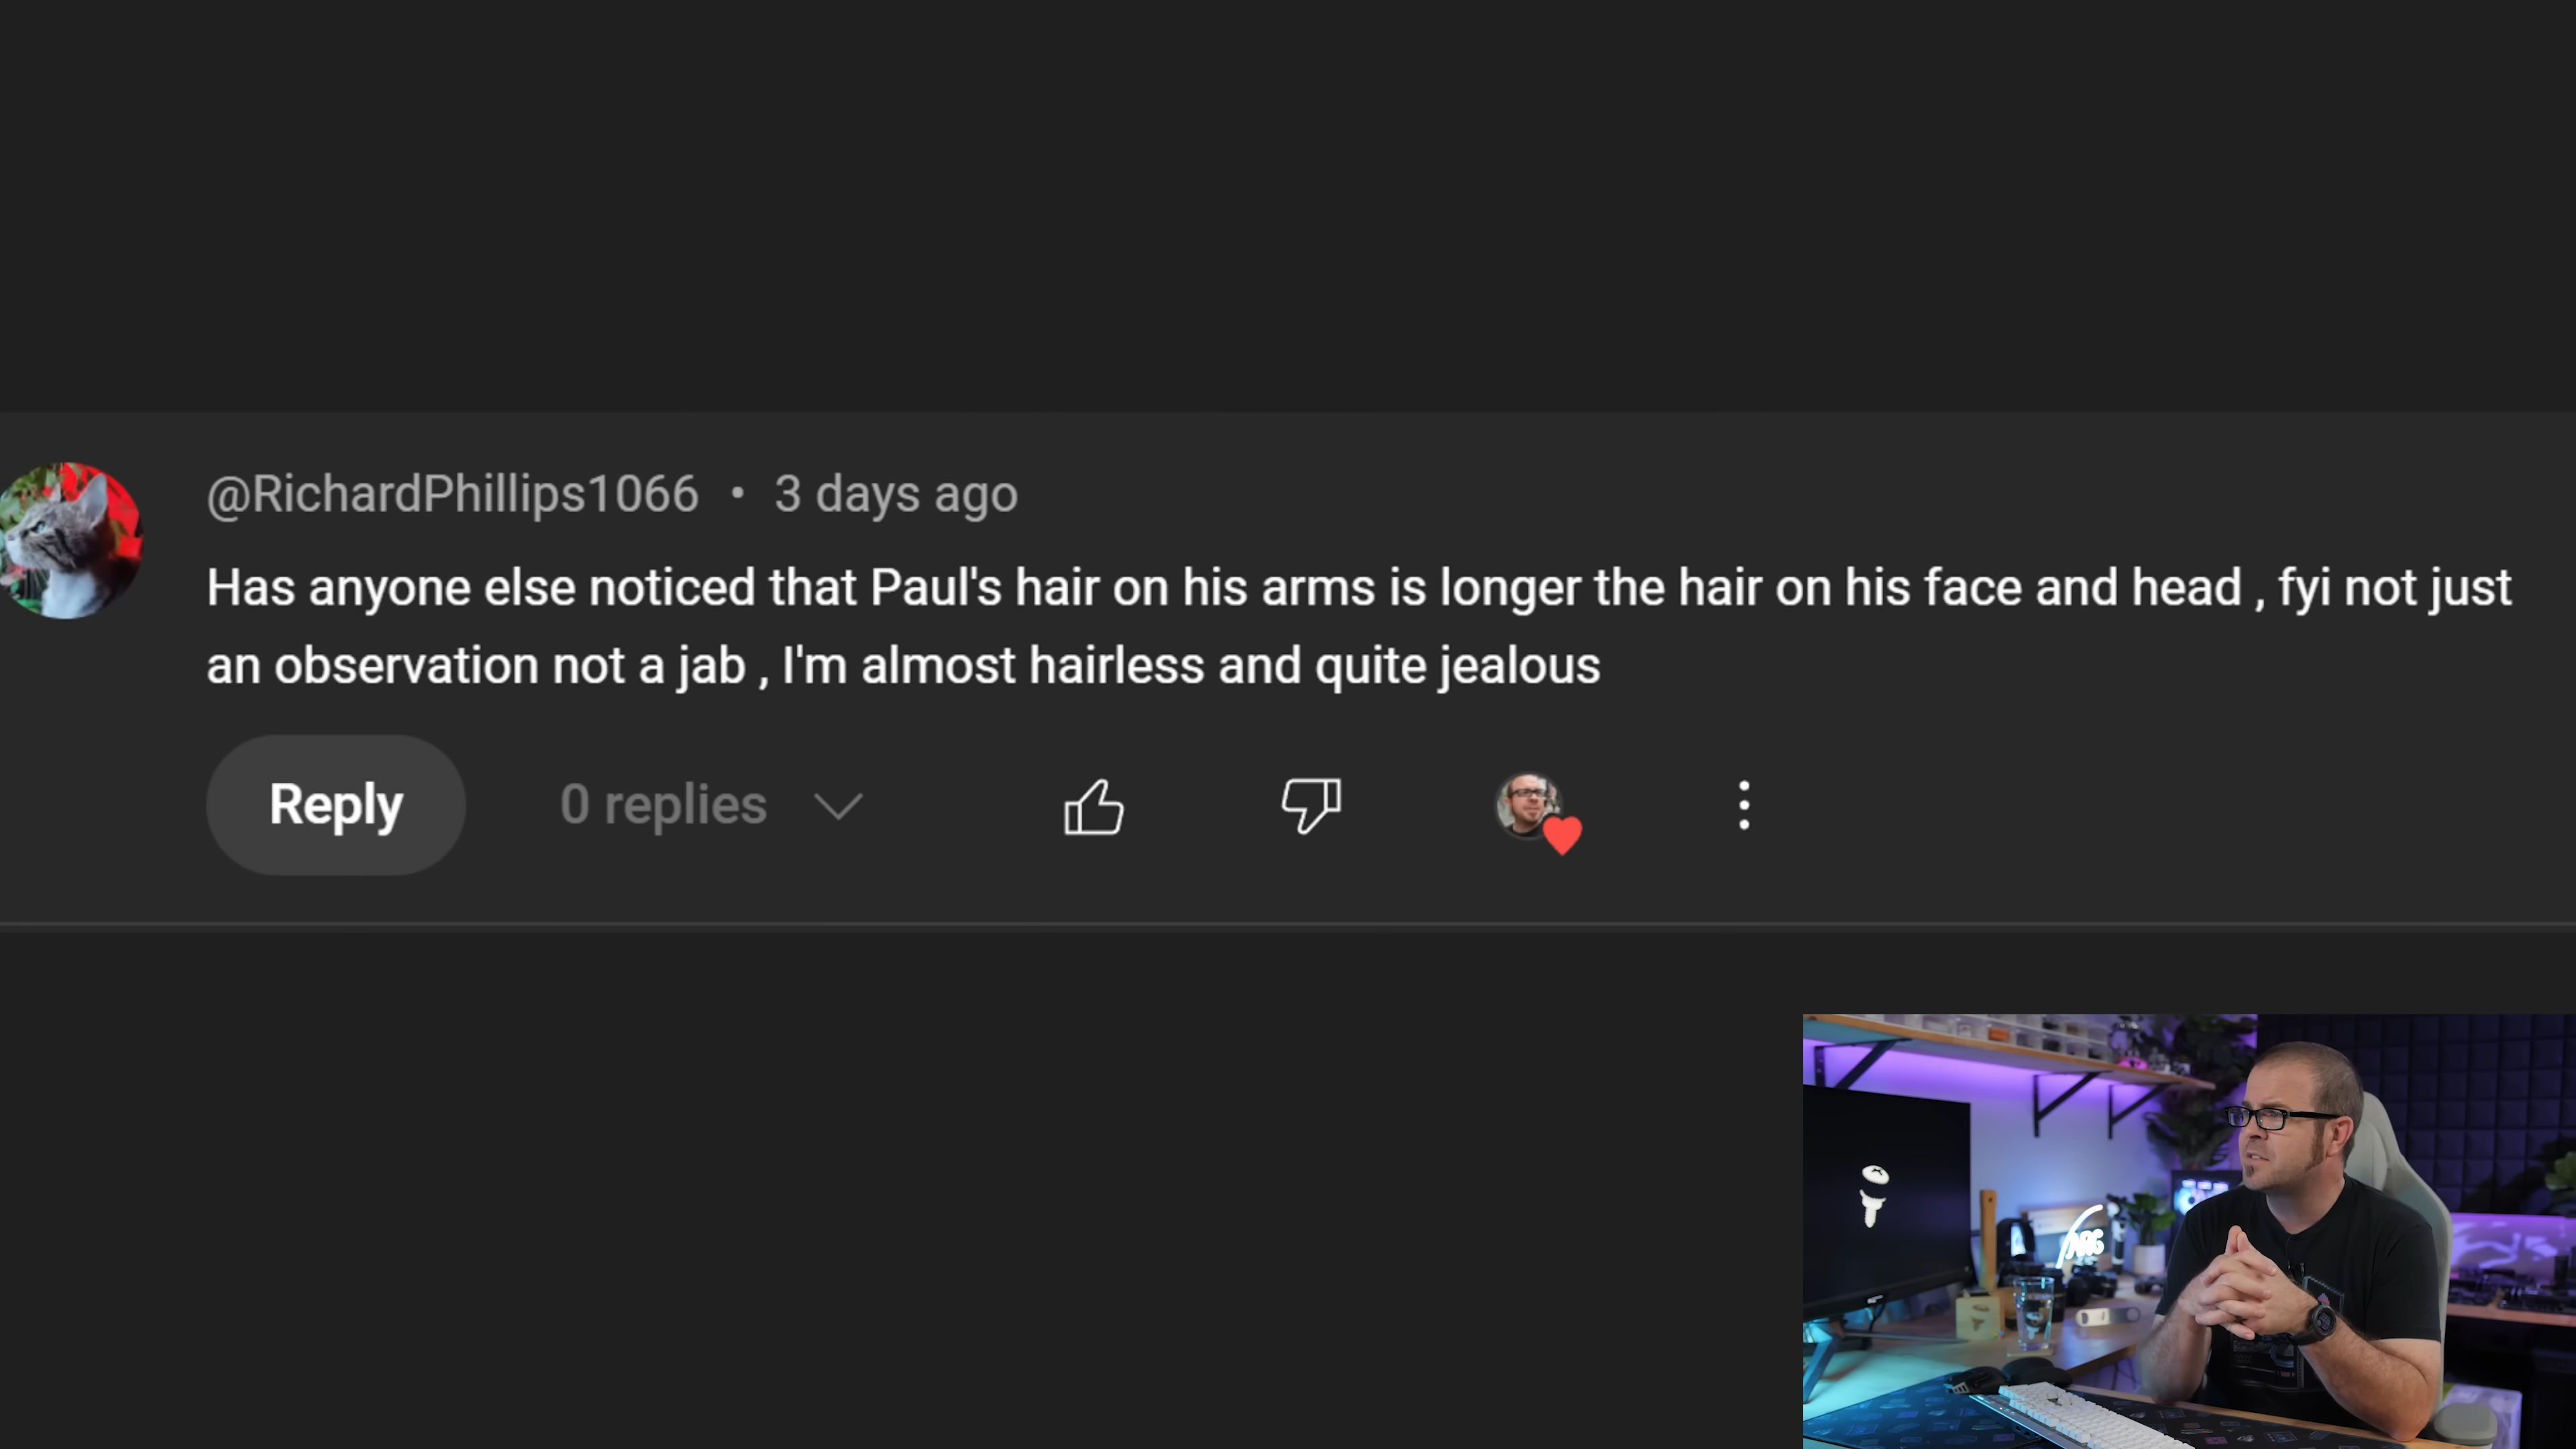 @RichardPhillips1066 • 3 days ago
Has anyone else noticed that Paul's hair on his arms is longer the hair on his face and head , fyi not just
an observation not a jab , I'm almost hairless and quite jealous
Reply
0 replies